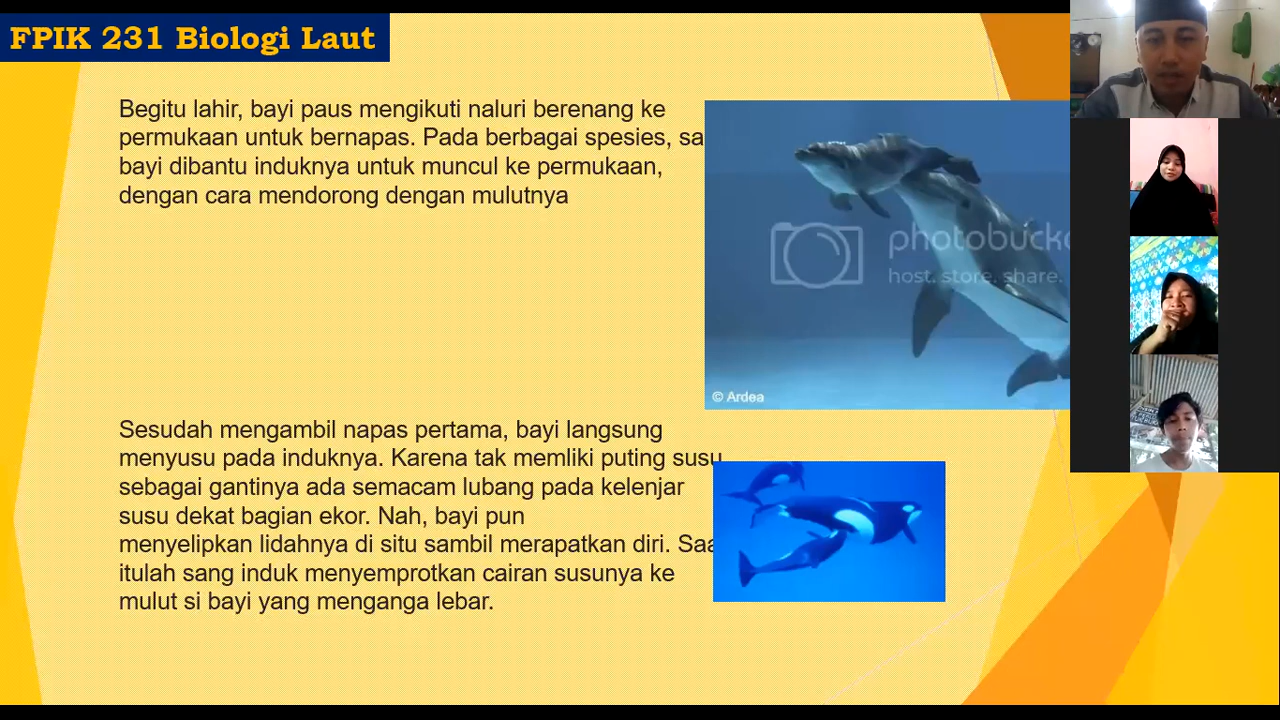 FPIK 231 Biologi Laut
Begitu lahir, bayi paus mengikuti naluri berenang ke
permukaan untuk bernapas. Pada berbagai spesies, sa
bayi dibantu induknya untuk muncul ke permukaan,
dengan cara mendorong dengan mulutnya
photobuck
host. store. share.
© Ardea
Sesudah mengambil napas pertama, bayi langsung
menyusu pada induknya. Karena tak memliki puting susu
sebagai gantinya ada semacam lubang pada kelenjar
susu dekat bagian ekor. Nah, bayi pun
menyelipkan lidahnya di situ sambil merapatkan diri. Saa
itulah sang induk menyemprotkan cairan susunya ke
mulut si bayi yang menganga lebar.